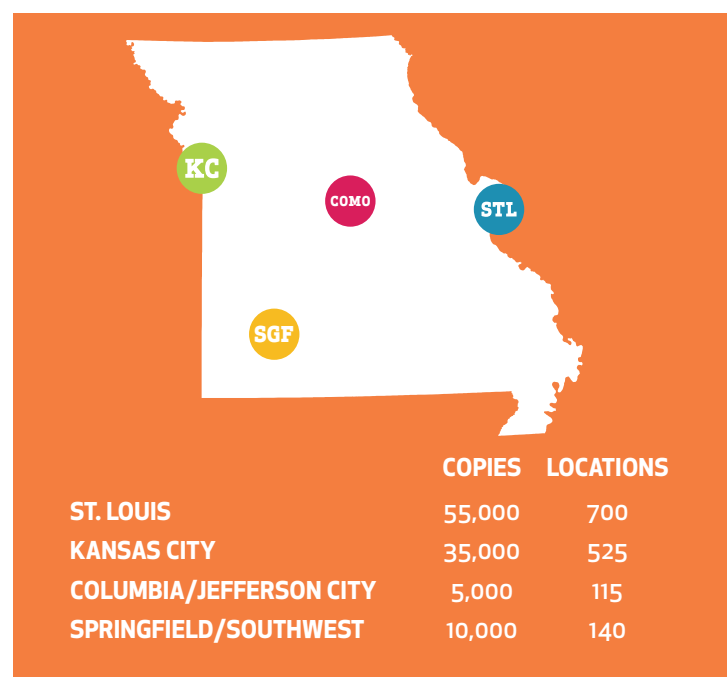 KC
COMO
STL
SGF
COPIES LOCATIONS
ST. LOUIS 55,000 700
KANSAS CITY 35,000 525
COLUMBIA/JEFFERSON CITY 5,000 115
SPRINGFIELD/SOUTHWEST 10,000 140